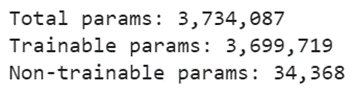 Total params: 3,734,087
Trainable params: 3,699,719
Non-trainable params: 34,368